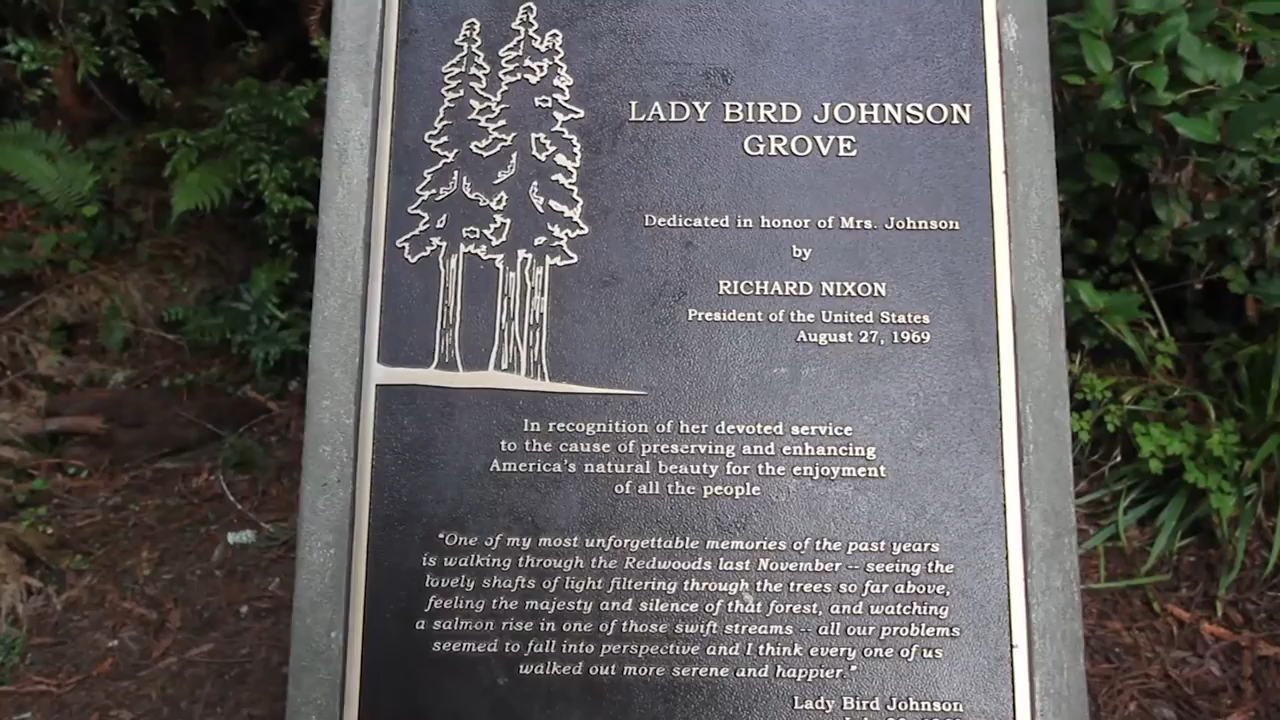 LADY BIRD JOHNSON
GROVE
Dedicated in honor of Mrs. Johnson
by
RICHARD NIXON
President of the United States
August 27, 1969
In recognition of her devoted service
to the cause of preserving and enhancing
America's natural beauty for the enjoyment
of all the people
"One of my most unforgettable memories of the past years
is walking through the Redwoods last November -- seeing the
lovely shafts of light filtering through the trees so far above,
feeling the majesty and silence of that forest, and watching
a salmon rise in one of those swift streams -- all our problems
seemed to fall into perspective and I think every one of us
walked out more serene and happier."
Lady Bird Johnson